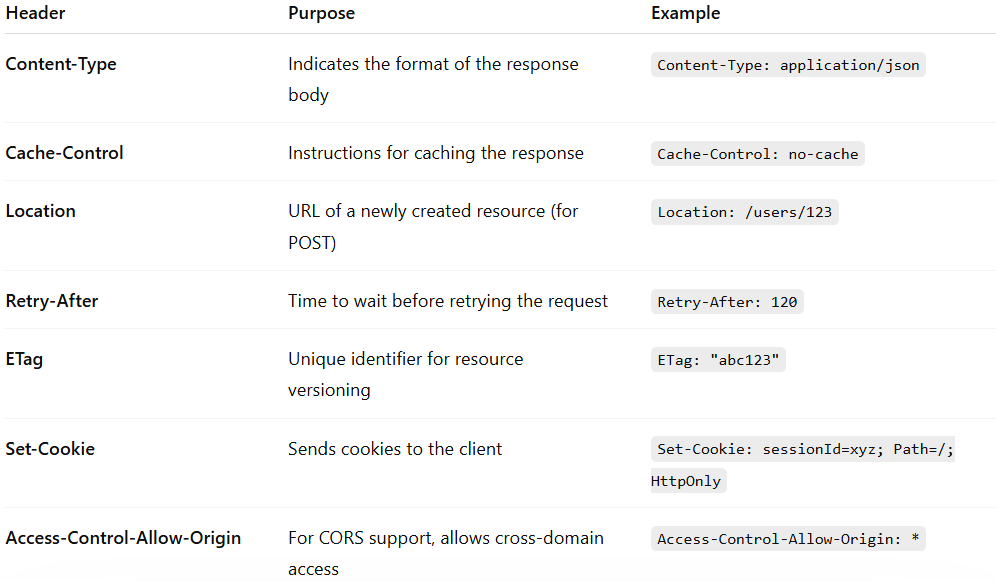 Header Purpose Example
Content-Type Indicates the format of the response Content-Type: application/json
body
Cache-Control Instructions for caching the response Cache-Control: no-cache
Location URL of a newly created resource (for Location: /users/123
POST)
Retry-After Time to wait before retrying the request Retry-After: 120
ETag Unique identifier for resource ETag: "abc123"
versioning
Set-Cookie Sends cookies to the client Set-Cookie: sessionId=xyz; Path=/;
HttpOnly
Access-Control-Allow-Origin For CORS support, allows cross-domain Access-Control-Allow-Origin: *
access